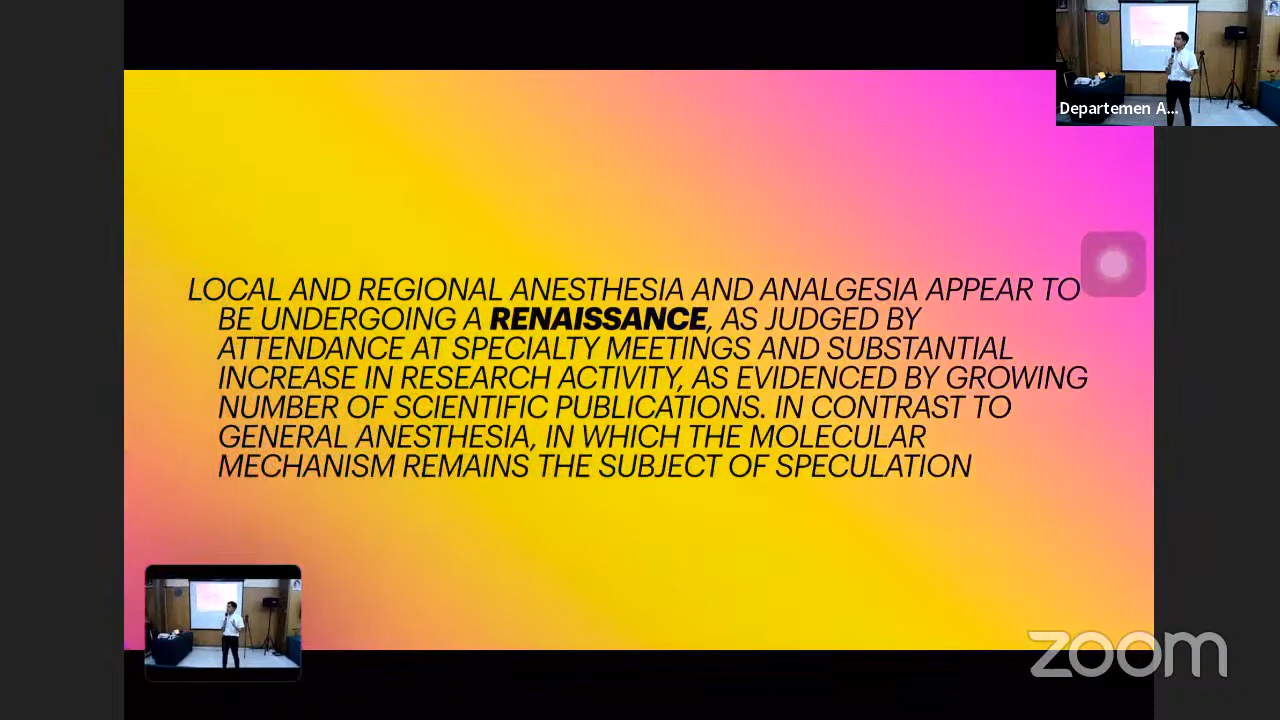 Departemen A...
LOCAL AND REGIONAL ANESTHESIA AND ANALGESIA APPEAR TO
BE UNDERGOING A RENAISSANCE, AS JUDGED BY
ATTENDANCE AT SPECIALTY MEETINGS AND SUBSTANTIAL
INCREASE IN RESEARCH ACTIVITY, AS EVIDENCED BY GROWING
NUMBER OF SCIENTIFIC PUBLICATIONS. IN CONTRAST TO
GENERAL ANESTHESIA, IN WHICH THE MOLECULAR
MECHANISM REMAINS THE SUBJECT OF SPECULATION
zoom